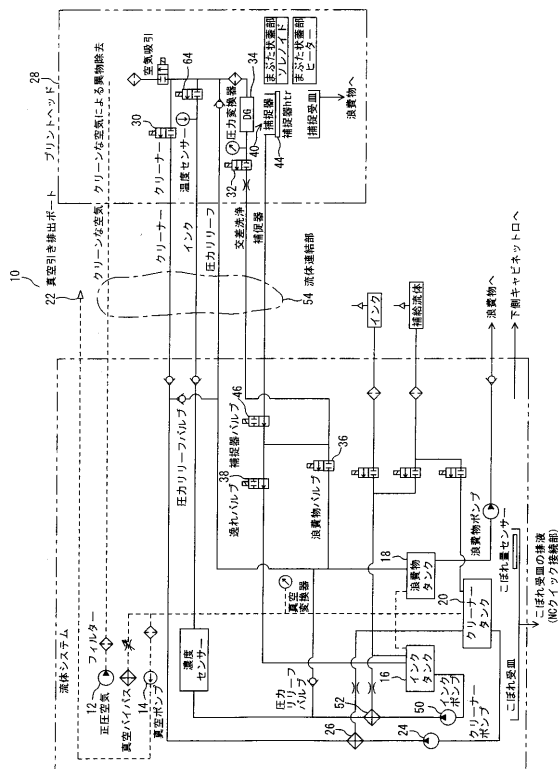 10
28
プリントヘッド
22 真空引き排出ポート
クリーンな空気
クリーンな空気による異物除去
空気吸引
64
30
クリーナー
温度センサー
圧力変換器
34
DG
40
捕捉器
補足器htr
44
まぶた状蓋部
ソレノイド
まぶた状蓋部
ヒーター
捕捉受皿
浪費物へ
32
クリーナー
インク
圧力リリーフ
交差洗浄
補促器
54
流体連結部
インク
補給流体
浪費物へ
下側キャビネットロへ
流体システム
フィルター
12
正圧空気
真空バイパス
14
真空ポンプ
圧力リリーフバルブ
46
補捉器バルブ
38
逸れバルブ
36
浪費物バルブ
濃度
センサー
真空
変換器
圧力
リリーフ
バルブ
18
浪費物
タンク
浪費物ポンプ
20
クリーナー
タンク
こぼれ量センサー
16
インク
タンク
52
50
インク
ポンプ
26
24
クリーナー
ポンプ
こぼれ受皿
こぼれ受皿の排液
(NCクイック接続部)